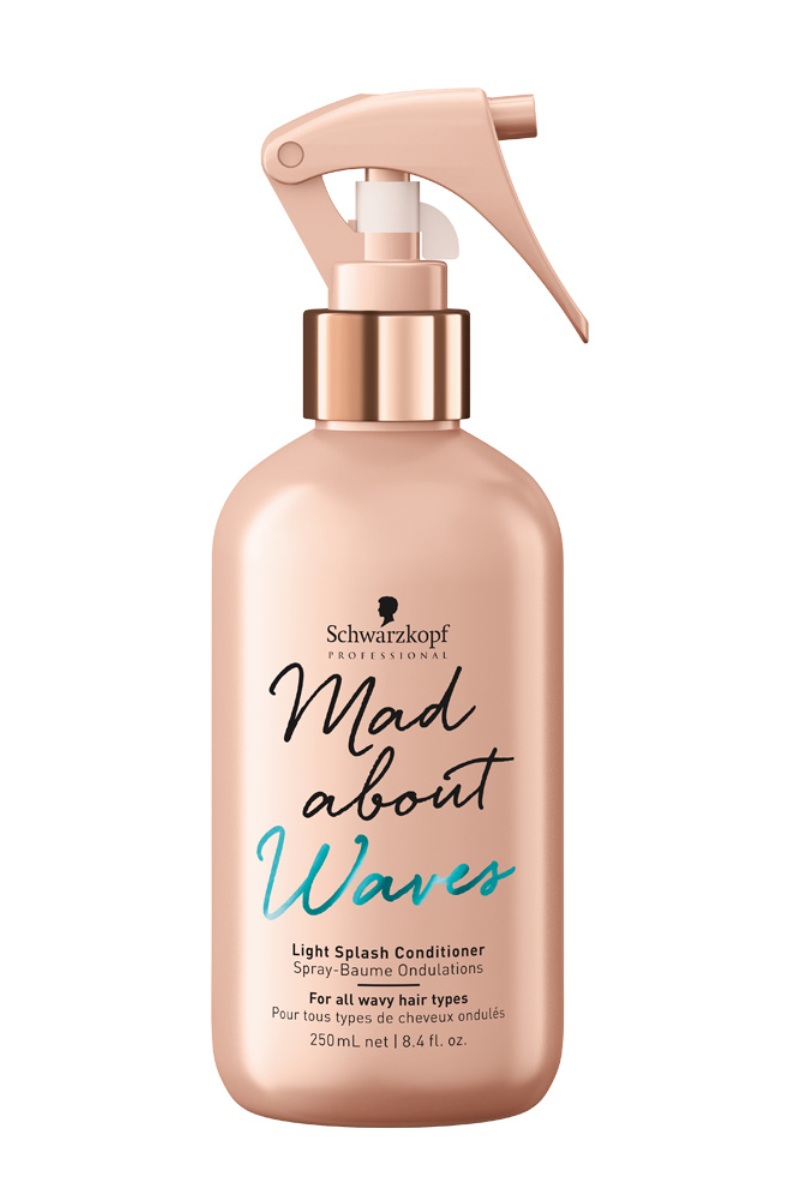 Schwarzkopf
PROFESSIONAL
Mad
about
Waves
Light Splash Conditioner
Spray-Baume Ondulations
For all wavy hair types
Pour tous types de cheveux ondulés
250mL net | 8.4 fl. oz.